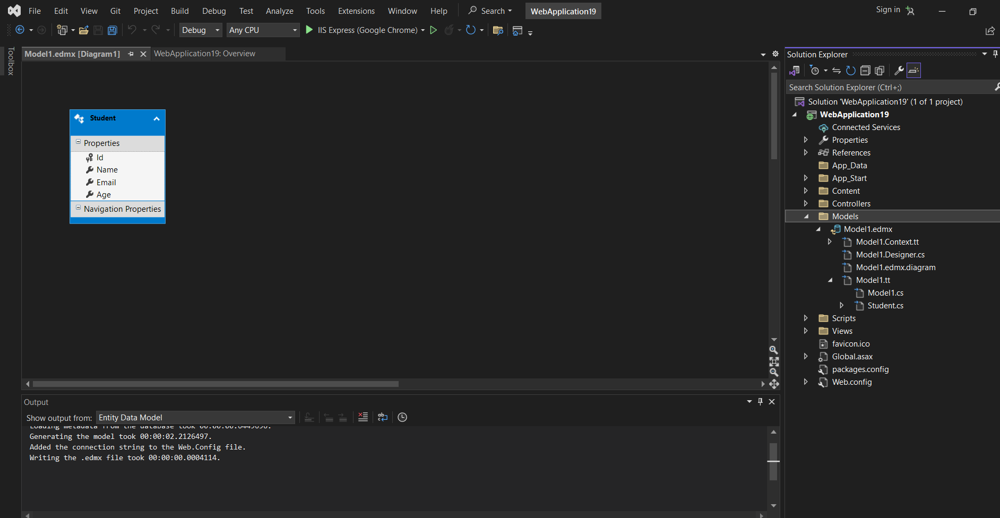 File Edit View Git Project Build Debug Test Analyze Tools Extensions Window Help Search WebApplication19 Sign in
Debug Any CPU IIS Express (Google Chrome)
Toolbox
Model1.edmx [Diagram1] WebApplication19: Overview
Student
Properties
Id
Name
Email
Age
Navigation Properties
Output
Show output from: Entity Data Model
Loading metadata from the database took
Generating the model took 00:00:02.2126497.
Added the connection string to the Web.Config file.
Writing the .edmx file took 00:00:00.0004114.
Solution Explorer
Search Solution Explorer (Ctrl+;)
Solution 'WebApplication19' (1 of 1 project)
WebApplication19
Connected Services
Properties
References
App_Data
App_Start
Content
Controllers
Models
Model1.edmx
Model1.Context.tt
Model1.Designer.cs
Model1.edmx.diagram
Model1.tt
Model1.cs
Student.cs
Scripts
Views
favicon.ico
Global.asax
packages.config
Web.config